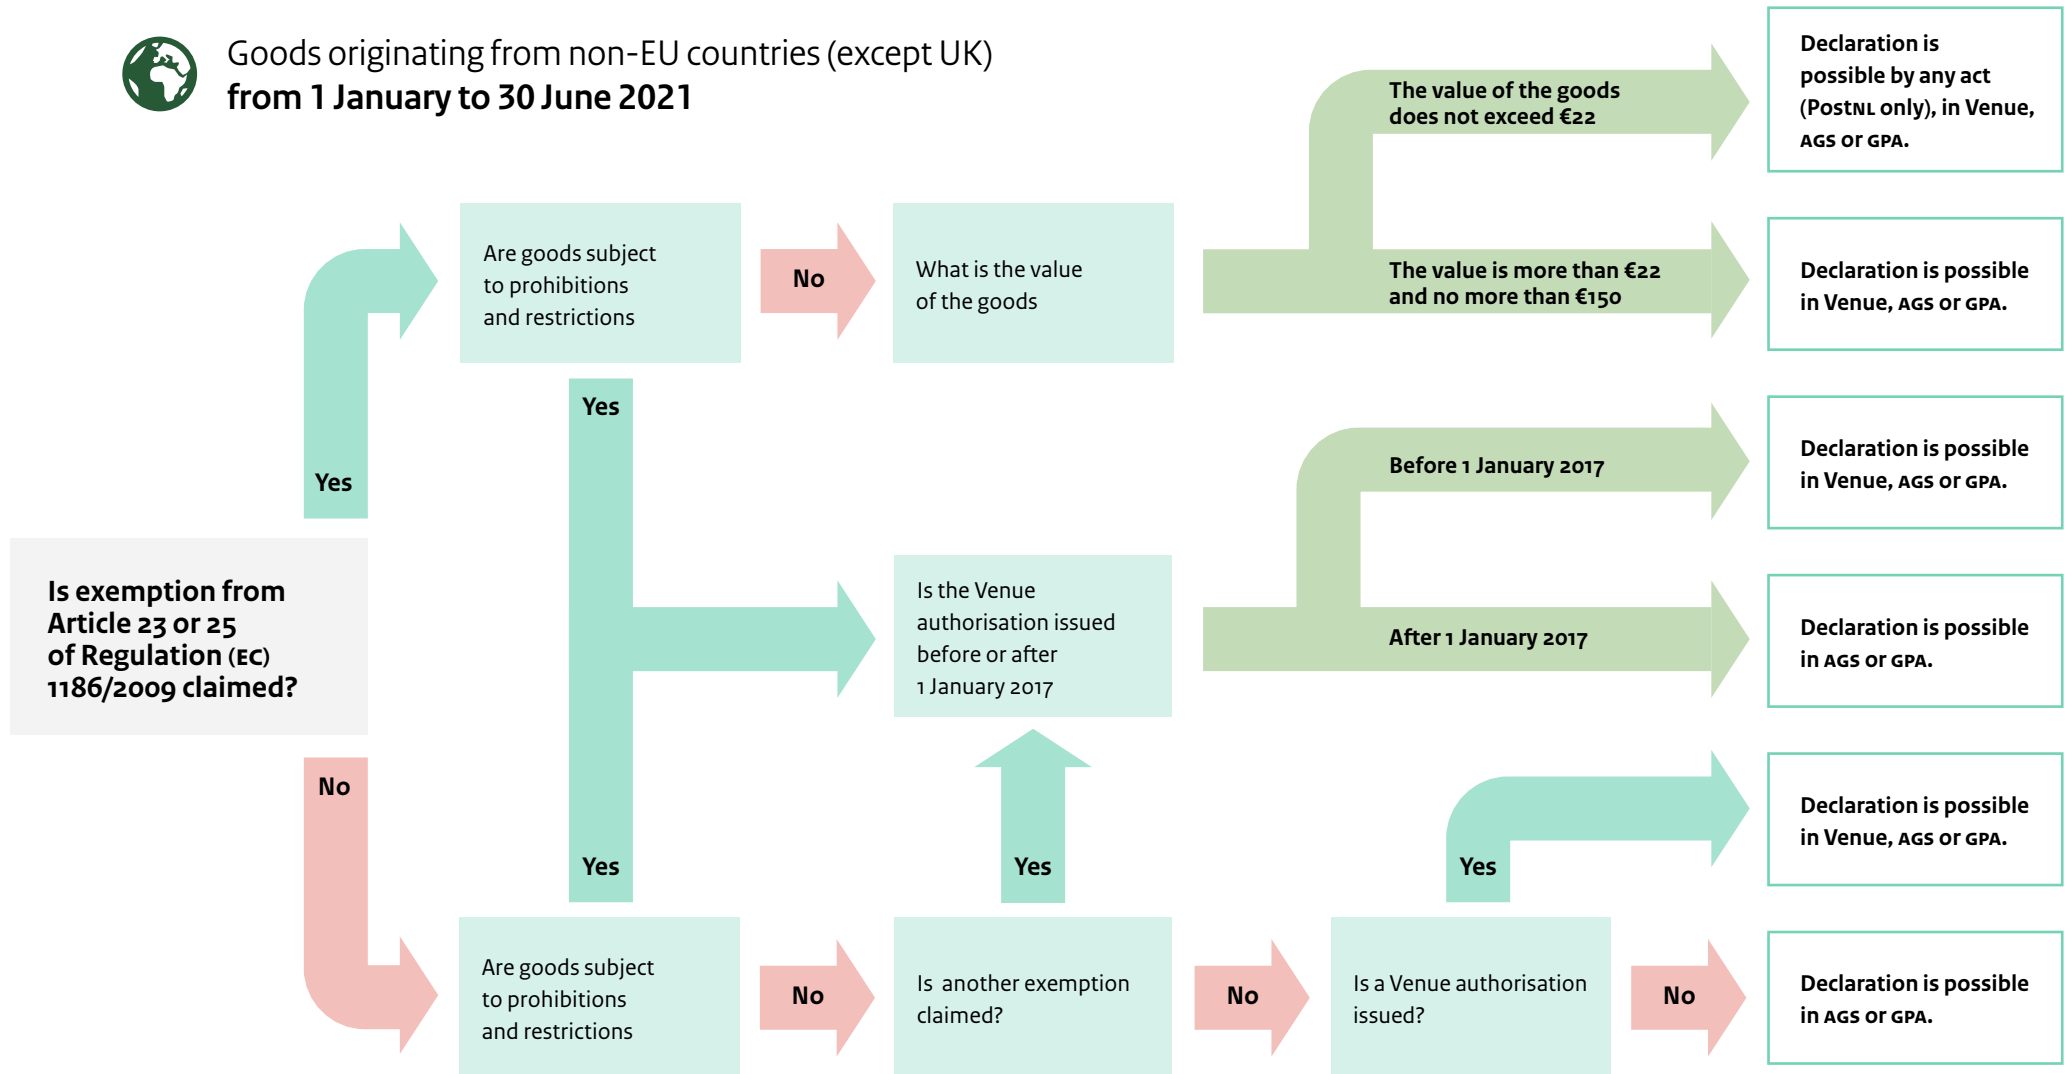 Goods originating from non-EU countries (except UK)
from 1 January to 30 June 2021
Is exemption from
Article 23 or 25
of Regulation (EC)
1186/2009 claimed?
Yes
Are goods subject
to prohibitions
and restrictions
No
What is the value
of the goods
The value of the goods
does not exceed €22
Declaration is
possible by any act
(PostNL only), in Venue,
AGS or GPA.
The value is more than €22
and no more than €150
Declaration is possible
in Venue, AGS or GPA.
Yes
Is the Venue
authorisation issued
before or after
1 January 2017
Before 1 January 2017
Declaration is possible
in Venue, AGS or GPA.
After 1 January 2017
Declaration is possible
in AGS or GPA.
No
Are goods subject
to prohibitions
and restrictions
Yes
No
Is another exemption
claimed?
Yes
No
Is a Venue authorisation
issued?
Yes
Declaration is possible
in Venue, AGS or GPA.
No
Declaration is possible
in AGS or GPA.